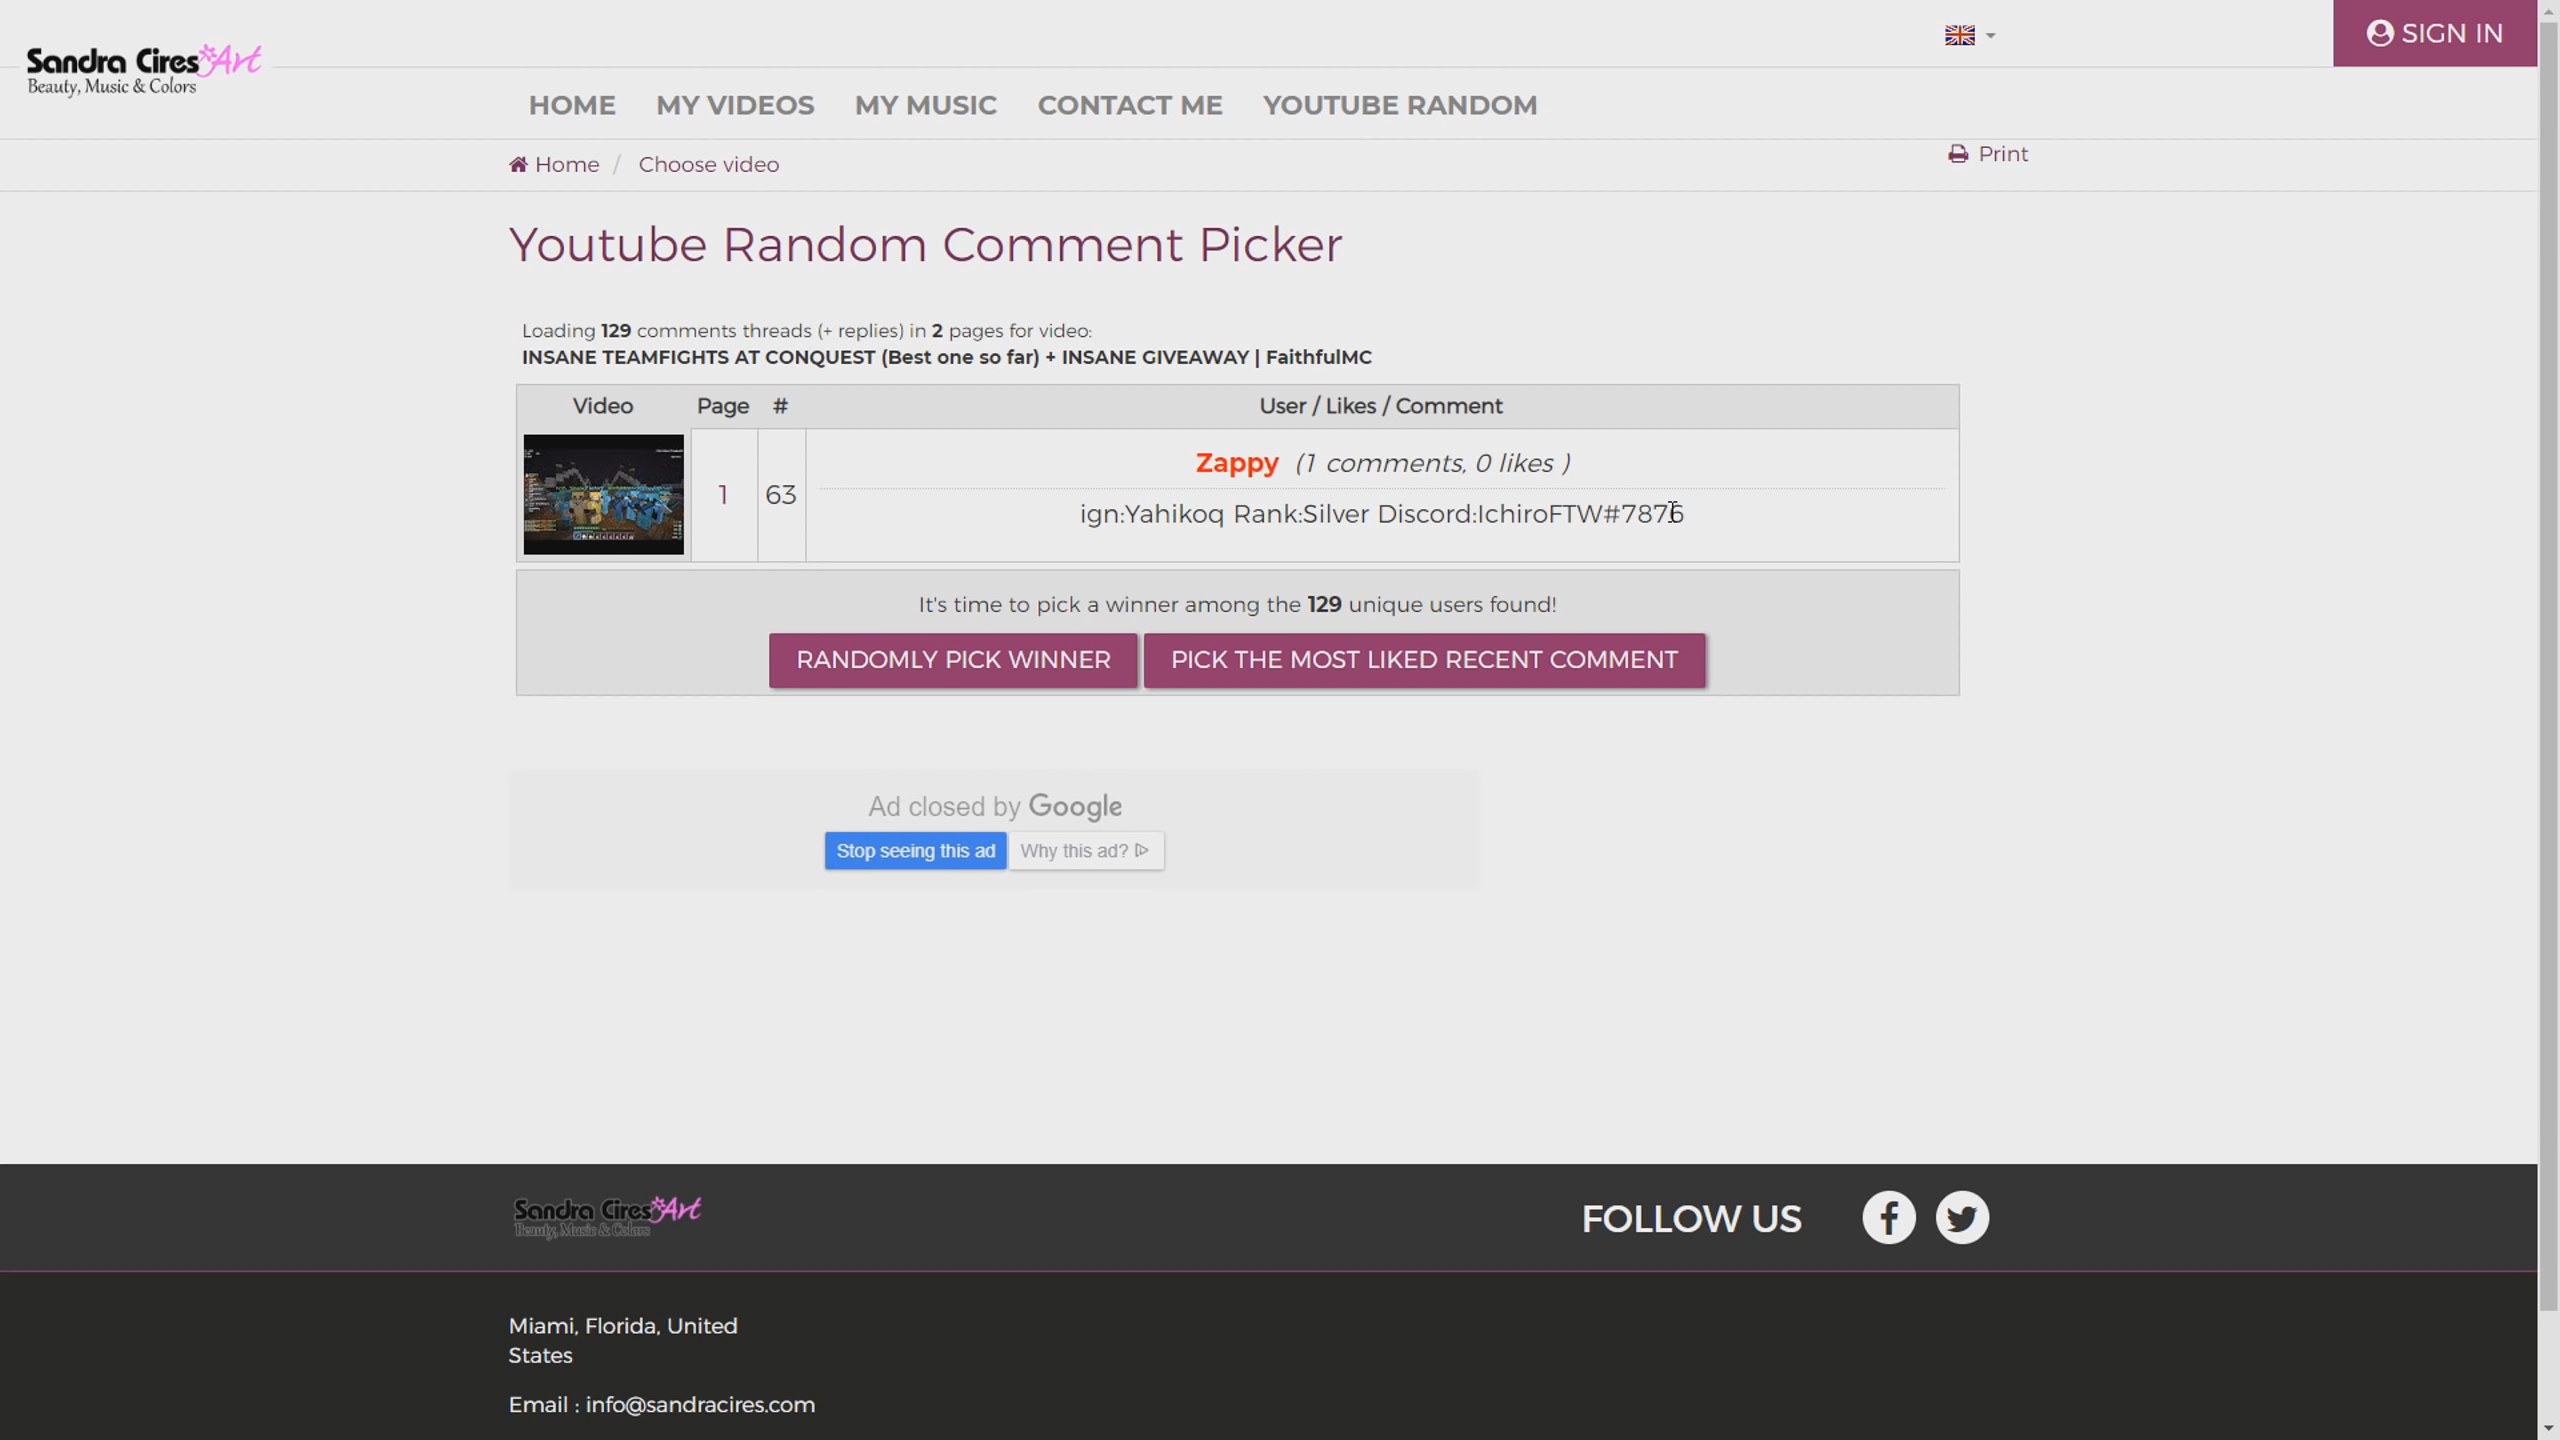 Sandra Cires Art
Beauty, Music & Colors
SIGN IN
HOME MY VIDEOS MY MUSIC CONTACT ME YOUTUBE RANDOM
Home / Choose video
Print
Youtube Random Comment Picker
Loading 129 comments threads (+ replies) in 2 pages for video:
INSANE TEAMFIGHTS AT CONQUEST (Best one so far) + INSANE GIVEAWAY | FaithfulMC
Video Page # User / Likes / Comment
Zappy (1 comments, 0 likes )
1 63
ign:Yahikoq Rank:Silver Discord:IchiroFTW#7876
It's time to pick a winner among the 129 unique users found!
RANDOMLY PICK WINNER PICK THE MOST LIKED RECENT COMMENT
Ad closed by Google
Stop seeing this ad Why this ad?
Sandra Cires Art
Beauty, Music & Colors
FOLLOW US
Miami, Florida, United
States
Email : info@sandracires.com